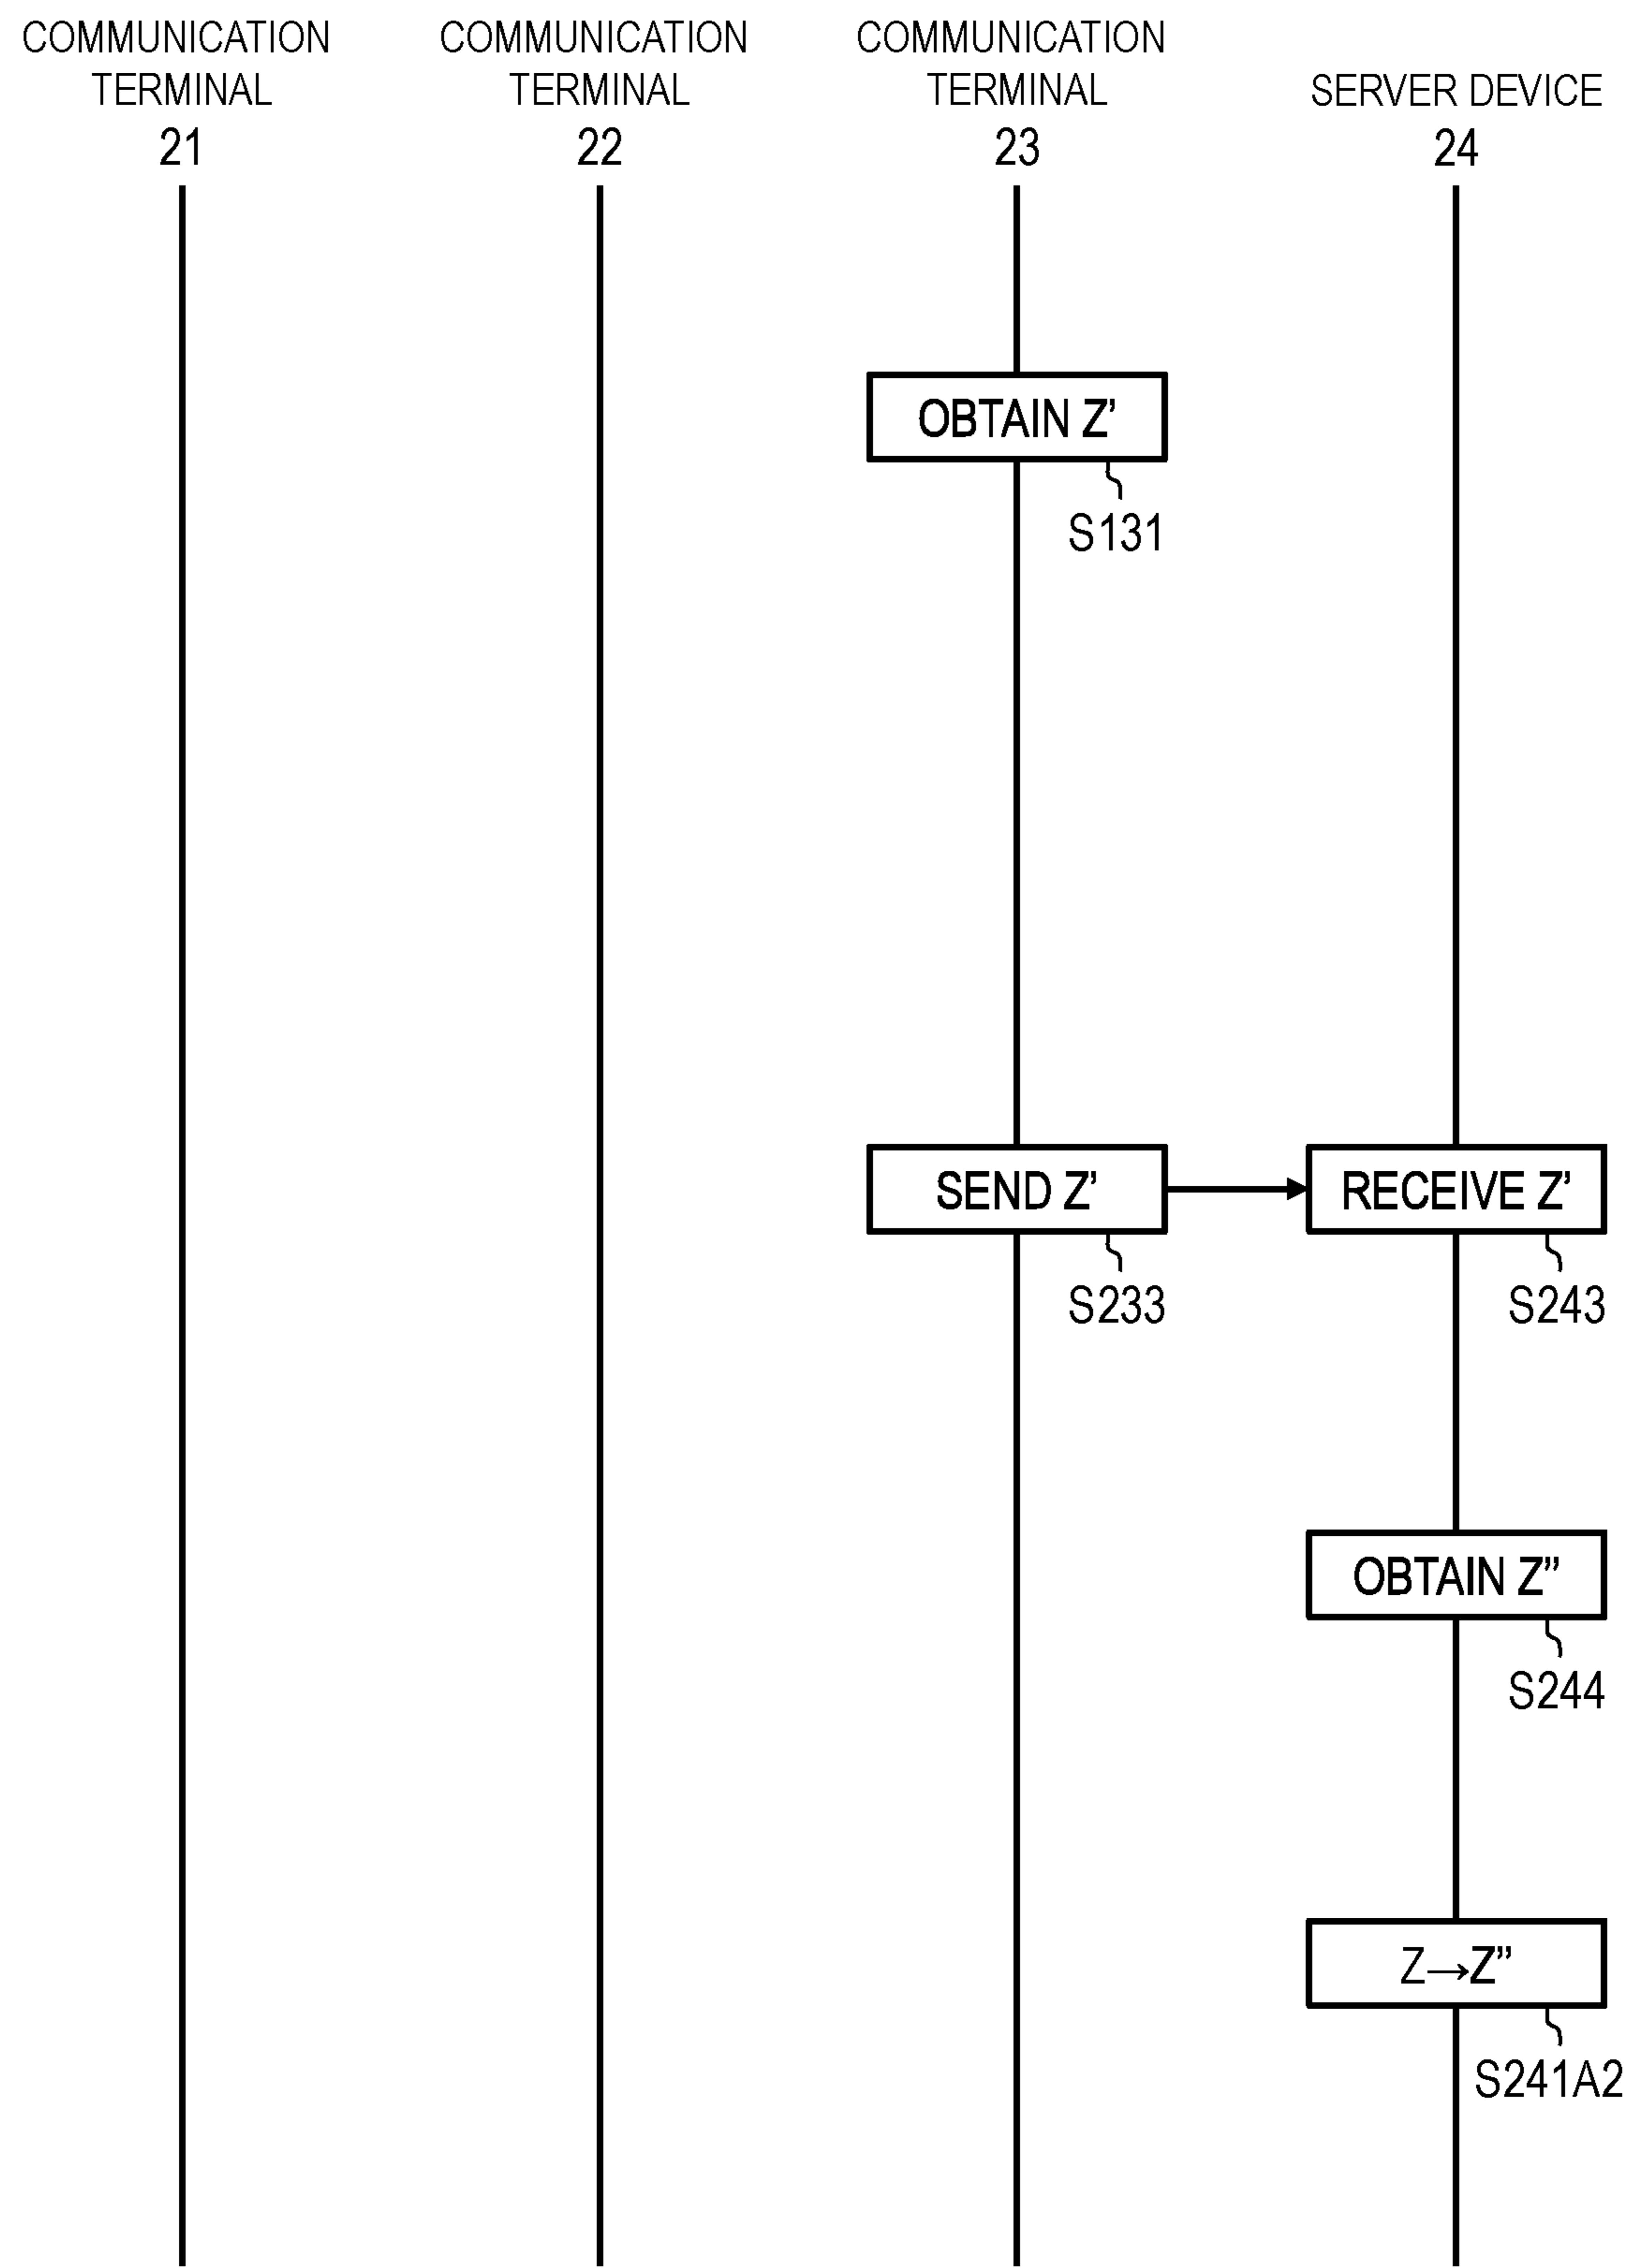 COMMUNICATION
TERMINAL
21
COMMUNICATION
TERMINAL
22
COMMUNICATION
TERMINAL
23
SERVER DEVICE
24
OBTAIN Z’
S131
SEND Z’
S233
RECEIVE Z’
S243
OBTAIN Z’’
S244
Z→Z’’
S241A2